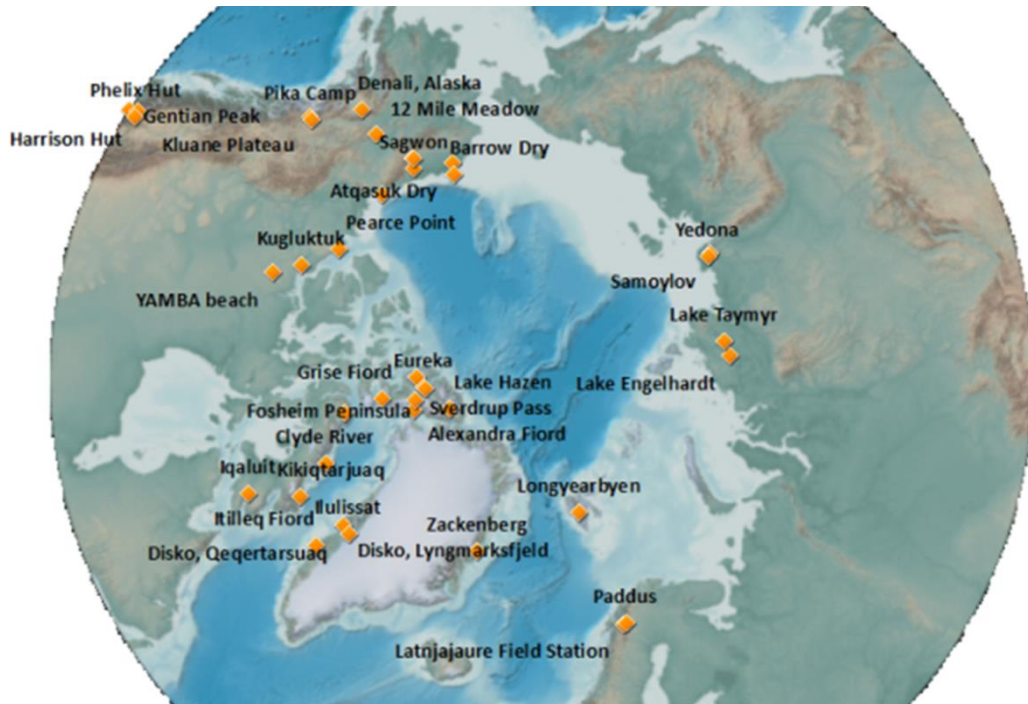 Phelix Hut
Pika Camp
Denali, Alaska
Gentian Peak
12 Mile Meadow
Harrison Hut
Kluane Plateau
Sagwon
Barrow Dry
Atqasuk Dry
Pearce Point
Kugluktuk
Yedona
YAMBA beach
Samoylov
Lake Taymyr
Eureka
Grise Fiord
Lake Hazen
Lake Engelhardt
Fosheim Peninsula
Sverdrup Pass
Clyde River
Alexandra Fiord
Iqaluit
Kikiqtarjuaq
Longyearbyen
Ilulissat
Itilleq Fiord
Zackenberg
Disko, Qeqertarsuaq
Disko, Lyngmarksfjeld
Paddus
Latnjajaure Field Station